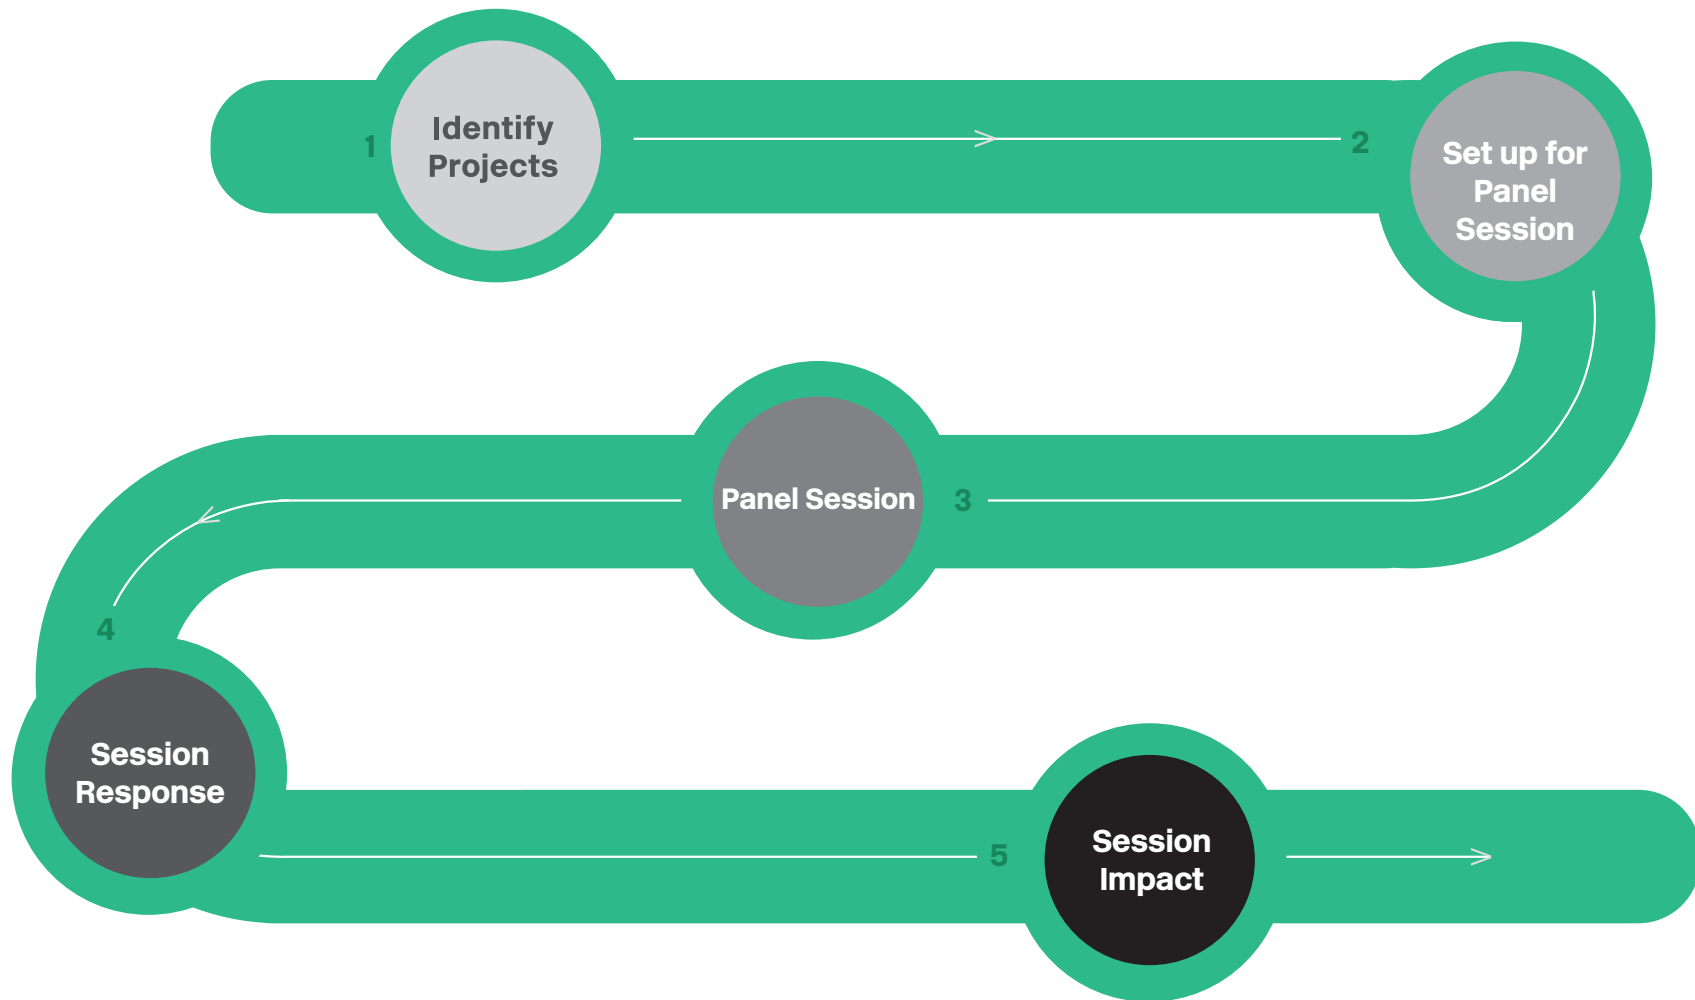 1
Identify
Projects
2
Set up for
Panel
Session
3
Panel Session
4
Session
Response
5
Session
Impact